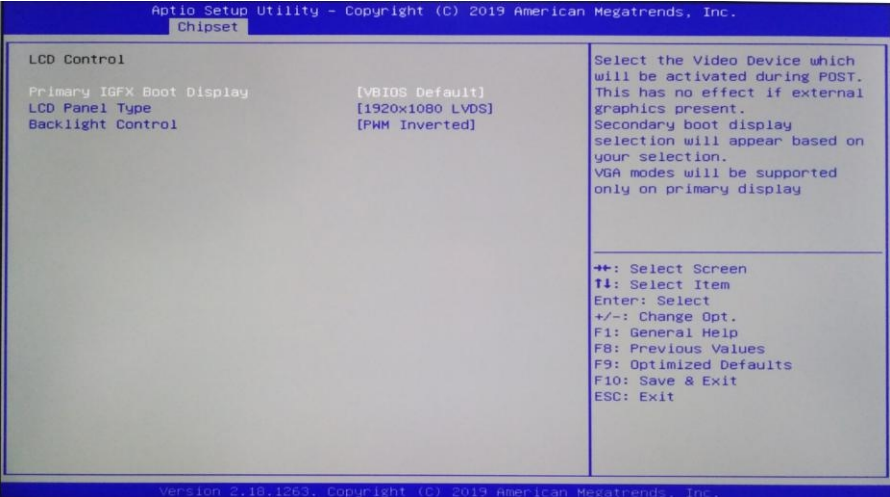 Aptio Setup Utility – Copyright (C) 2019 American Megatrends, Inc.
Chipset
LCD Control
Primary IGFX Boot Display [VBIOS Default]
LCD Panel Type [1920x1080 LVDS]
Backlight Control [PWM Inverted]
Select the Video Device which
will be activated during POST.
This has no effect if external
graphics present.
Secondary boot display
selection will appear based on
your selection.
VGA modes will be supported
only on primary display
→←: Select Screen
↑↓: Select Item
Enter: Select
+/-: Change Opt.
F1: General Help
F8: Previous Values
F9: Optimized Defaults
F10: Save & Exit
ESC: Exit
Version 2.18.1263. Copyright (C) 2019 American Megatrends, Inc.